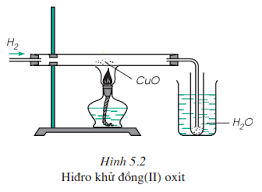 H₂
CuO
H₂O
Hình 5.2
Hiđro khử đồng(II) oxit